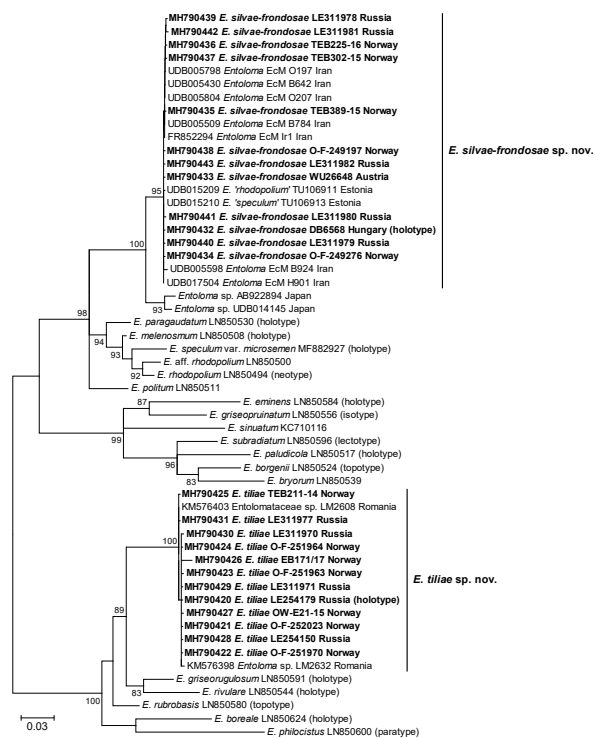 MH790439 E. silvae-frondosae LE311978 Russia
MH790442 E. silvae-frondosae LE311981 Russia
MH790436 E. silvae-frondosae TEB225-16 Norway
MH790437 E. silvae-frondosae TEB302-15 Norway
UDB005798 Entoloma EcM O197 Iran
UDB005430 Entoloma EcM B642 Iran
UDB005804 Entoloma EcM O207 Iran
MH790435 E. silvae-frondosae TEB389-15 Norway
UDB005509 Entoloma EcM B784 Iran
FR852294 Entoloma EcM Ir1 Iran
MH790438 E. silvae-frondosae O-F-249197 Norway
E. silvae-frondosae sp. nov.
MH790443 E. silvae-frondosae LE311982 Russia
MH790433 E. silvae-frondosae WU26648 Austria
95
UDB015209 E. 'rhodopolium' TU106911 Estonia
UDB015210 E. 'speculum' TU106913 Estonia
MH790441 E. silvae-frondosae LE311980 Russia
MH790432 E. silvae-frondosae DB6568 Hungary (holotype)
MH790440 E. silvae-frondosae LE311979 Russia
100
MH790434 E. silvae-frondosae O-F-249276 Norway
UDB005598 Entoloma EcM B924 Iran
UDB017504 Entoloma EcM H901 Iran
Entoloma sp. AB922894 Japan
93
Entoloma sp. UDB014145 Japan
98
E. paragaudatum LN850530 (holotype)
94
E. melenosmum LN850508 (holotype)
93
E. speculum var. microsemen MF882927 (holotype)
E. aff. rhodopolium LN850500
92
E. rhodopolium LN850494 (neotype)
E. politum LN850511
87
E. eminens LN850584 (holotype)
E. griseopruinatum LN850556 (isotype)
99
E. sinuatum KC710116
E. subradiatum LN850596 (lectotype)
96
E. paludicola LN850517 (holotype)
E. borgenii LN850524 (topotype)
83
E. bryorum LN850539
MH790425 E. tiliae TEB211-14 Norway
KM576403 Entolomataceae sp. LM2608 Romania
MH790431 E. tiliae LE311977 Russia
MH790430 E. tiliae LE311970 Russia
100
MH790424 E. tiliae O-F-251964 Norway
MH790426 E. tiliae EB171/17 Norway
MH790423 E. tiliae O-F-251963 Norway
E. tiliae sp. nov.
MH790429 E. tiliae LE311971 Russia
MH790420 E. tiliae LE254179 Russia (holotype)
89
MH790427 E. tiliae OW-E21-15 Norway
MH790421 E. tiliae O-F-252023 Norway
MH790428 E. tiliae LE254150 Russia
MH790422 E. tiliae O-F-251970 Norway
KM576398 Entoloma sp. LM2632 Romania
E. griseorugulosum LN850591 (holotype)
83
E. rivulare LN850544 (holotype)
100
E. rubrobasis LN850580 (topotype)
E. boreale LN850624 (holotype)
E. philocistus LN850600 (paratype)
0.03